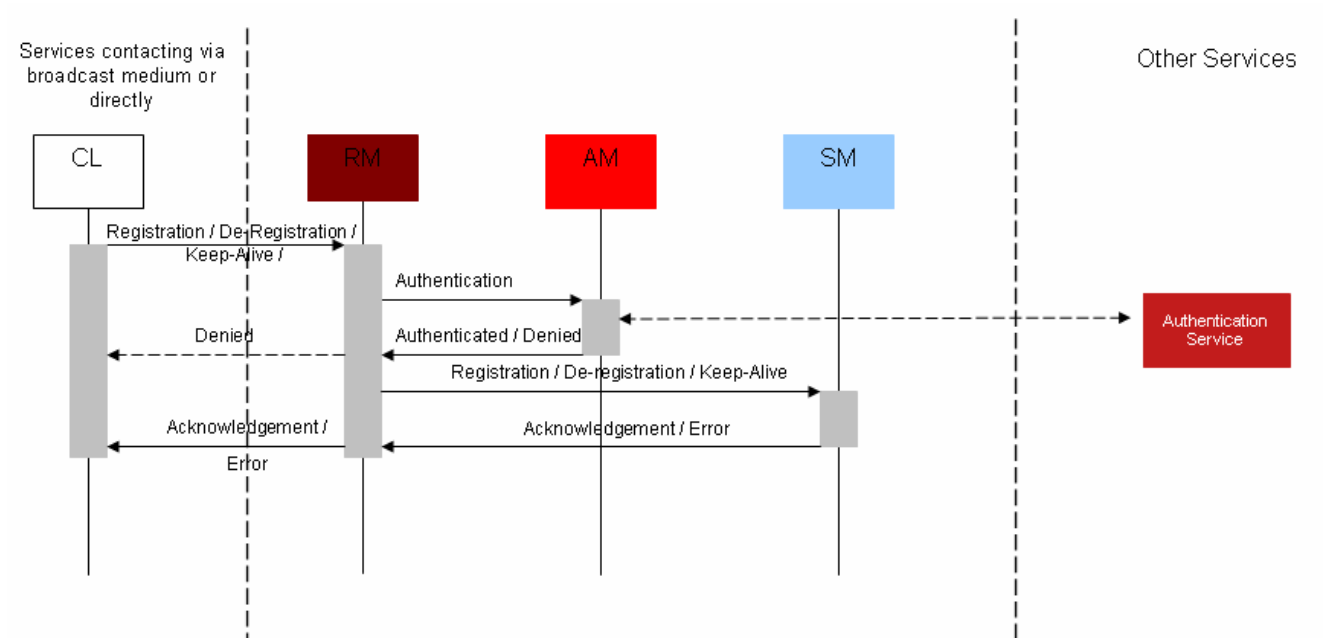 Services contacting via
broadcast medium or
directly
Other Services
CL
RM
AM
SM
Registration / De-Registration /
Keep-Alive /
Authentication
Authentication
Service
Denied
Authenticated / Denied
Registration / De-registration / Keep-Alive
Acknowledgement /
Error
Acknowledgement / Error